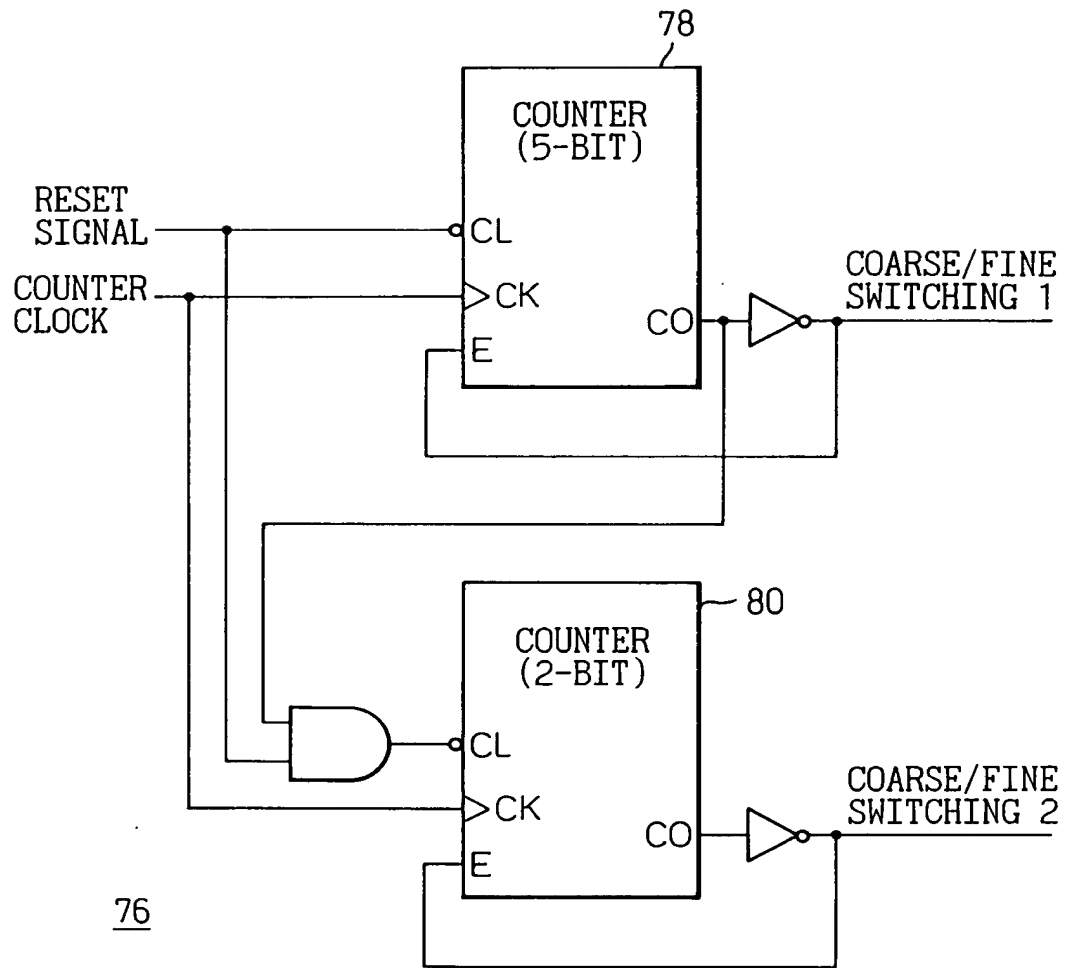 78
COUNTER
(5-BIT)
RESET
SIGNAL
CL
COUNTER
CLOCK
CK
E
CO
COARSE/FINE
SWITCHING 1
80
COUNTER
(2-BIT)
CL
CK
E
CO
COARSE/FINE
SWITCHING 2
76